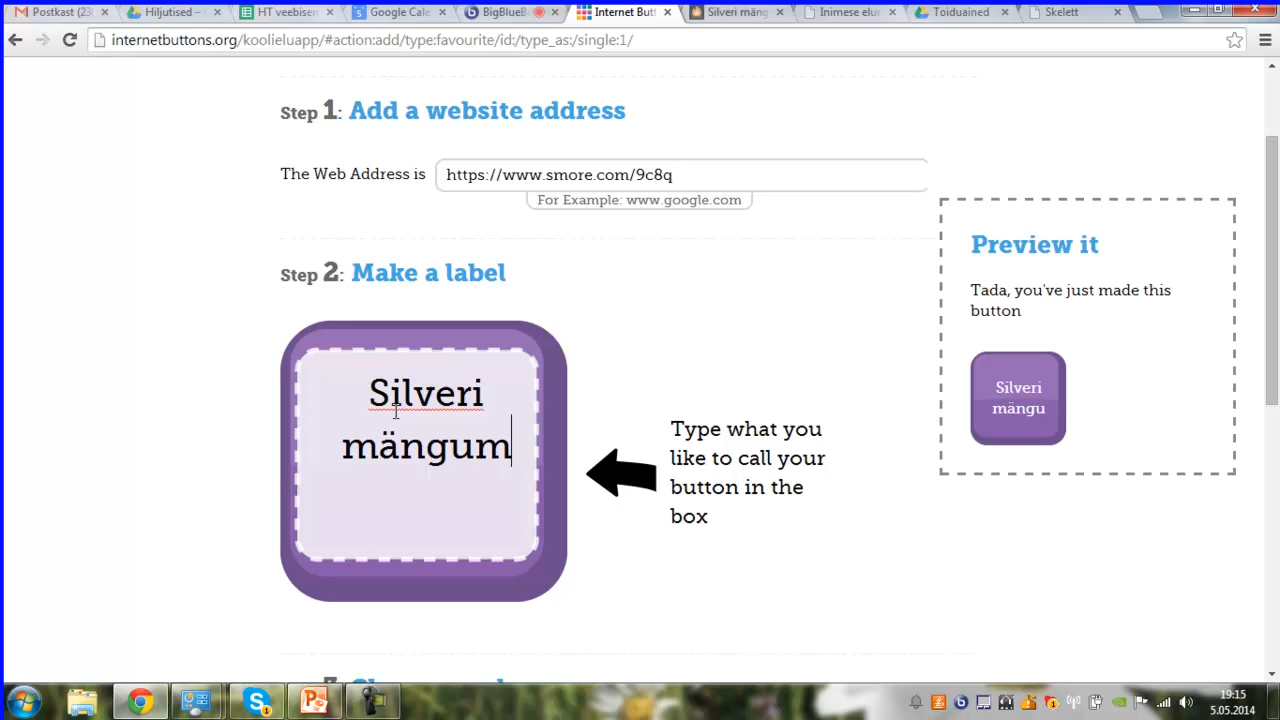 Postkast (23(
Hiljutised –
HT veebisem
Google Cale
BigBlueB
Internet Butt
Silveri mäng
Inimese elun
Toiduained
Skelett
internetbuttons.org/koolieluapp/#action:add/type:favourite/id:/type_as:/single:1/
Step 1: Add a website address
The Web Address is
https://www.smore.com/9c8q
For Example: www.google.com
Step 2: Make a label
Silveri
mängum
Type what you
like to call your
button in the
box
Preview it
Tada, you've just made this
button
Silveri
mängu
19:15
5.05.2014